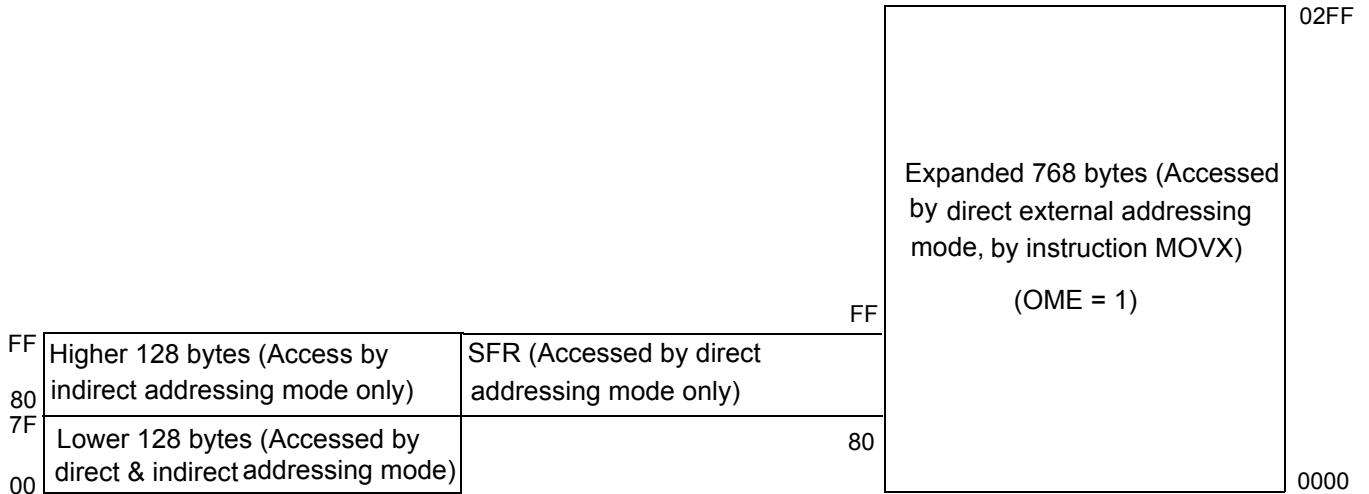 02FF
Expanded 768 bytes (Accessed
by direct external addressing
mode, by instruction MOVX)
(OME = 1)
FF
FF
Higher 128 bytes (Access by
indirect addressing mode only)
80
SFR (Accessed by direct
addressing mode only)
7F
Lower 128 bytes (Accessed by
direct & indirect addressing mode)
00
80
0000